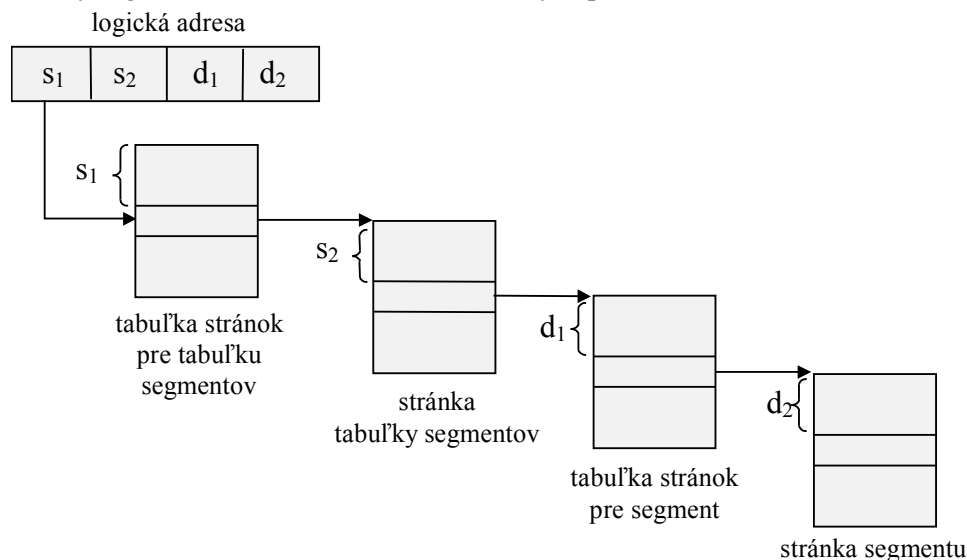 logická adresa
s1 s2 d1 d2
s1
s2
tabuľka stránok
pre tabuľku
segmentov
d1
stránka
tabuľky segmentov
d2
tabuľka stránok
pre segment
stránka segmentu